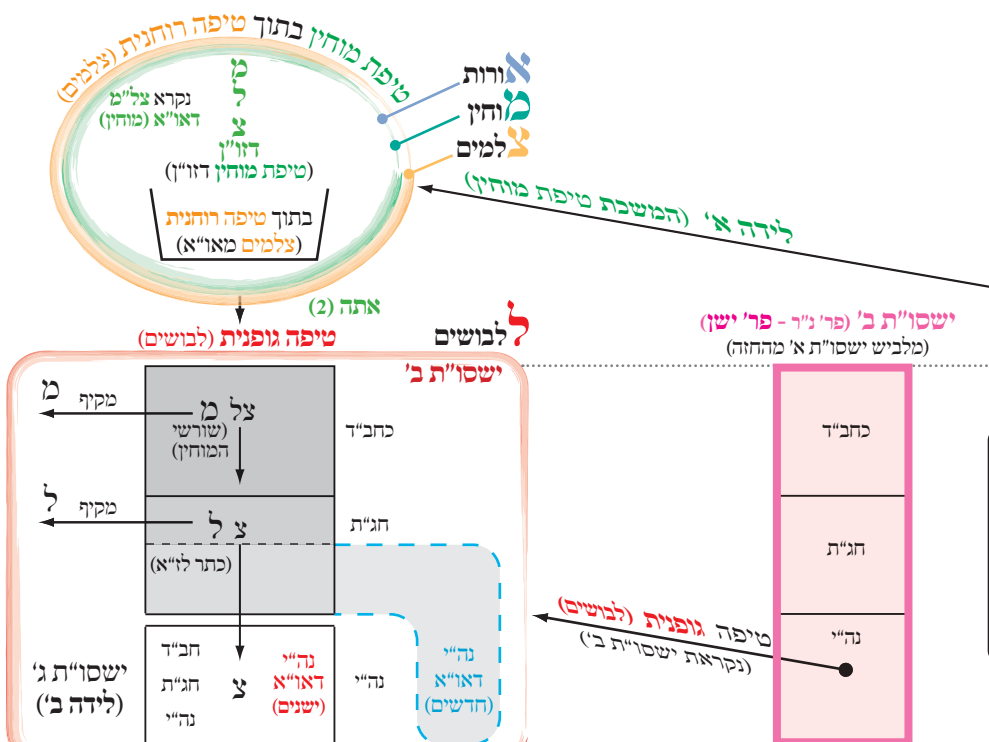 טיפת מוחין בתוך טיפה רוחנית (צלמים)
אורות
מוחין
צלמים
מ
ל
צ
נקרא צל"מ
דאו"א (מוחין)
דזו"ן
(טיפת מוחין דזו"ן)
בתוך טיפה רוחנית
(צלמים מאו"א)
לידה א' (המשכת טיפת מוחין)
אתה (2)
טיפה גופנית (לבושים)
לבושים
ישסו"ת ב'
ישסו"ת ב' (פר' נ"ר - פר' ישן)
(מלביש ישסו"ת א' מהחזה)
מ
מקיף
צל מ
(שורשי
המוחין)
כחב"ד
כחב"ד
ל
מקיף
צ ל
חג"ת
חג"ת
(כתר לז"א)
טיפה גופנית (לבושים)
(נקראת ישסו"ת ב')
נה"י
ישסו"ת ג'
(לידה ב')
חב"ד
חג"ת
נה"י
צ
נה"י
דאו"א
(ישנים)
נה"י
נה"י
דאו"א
(חדשים)